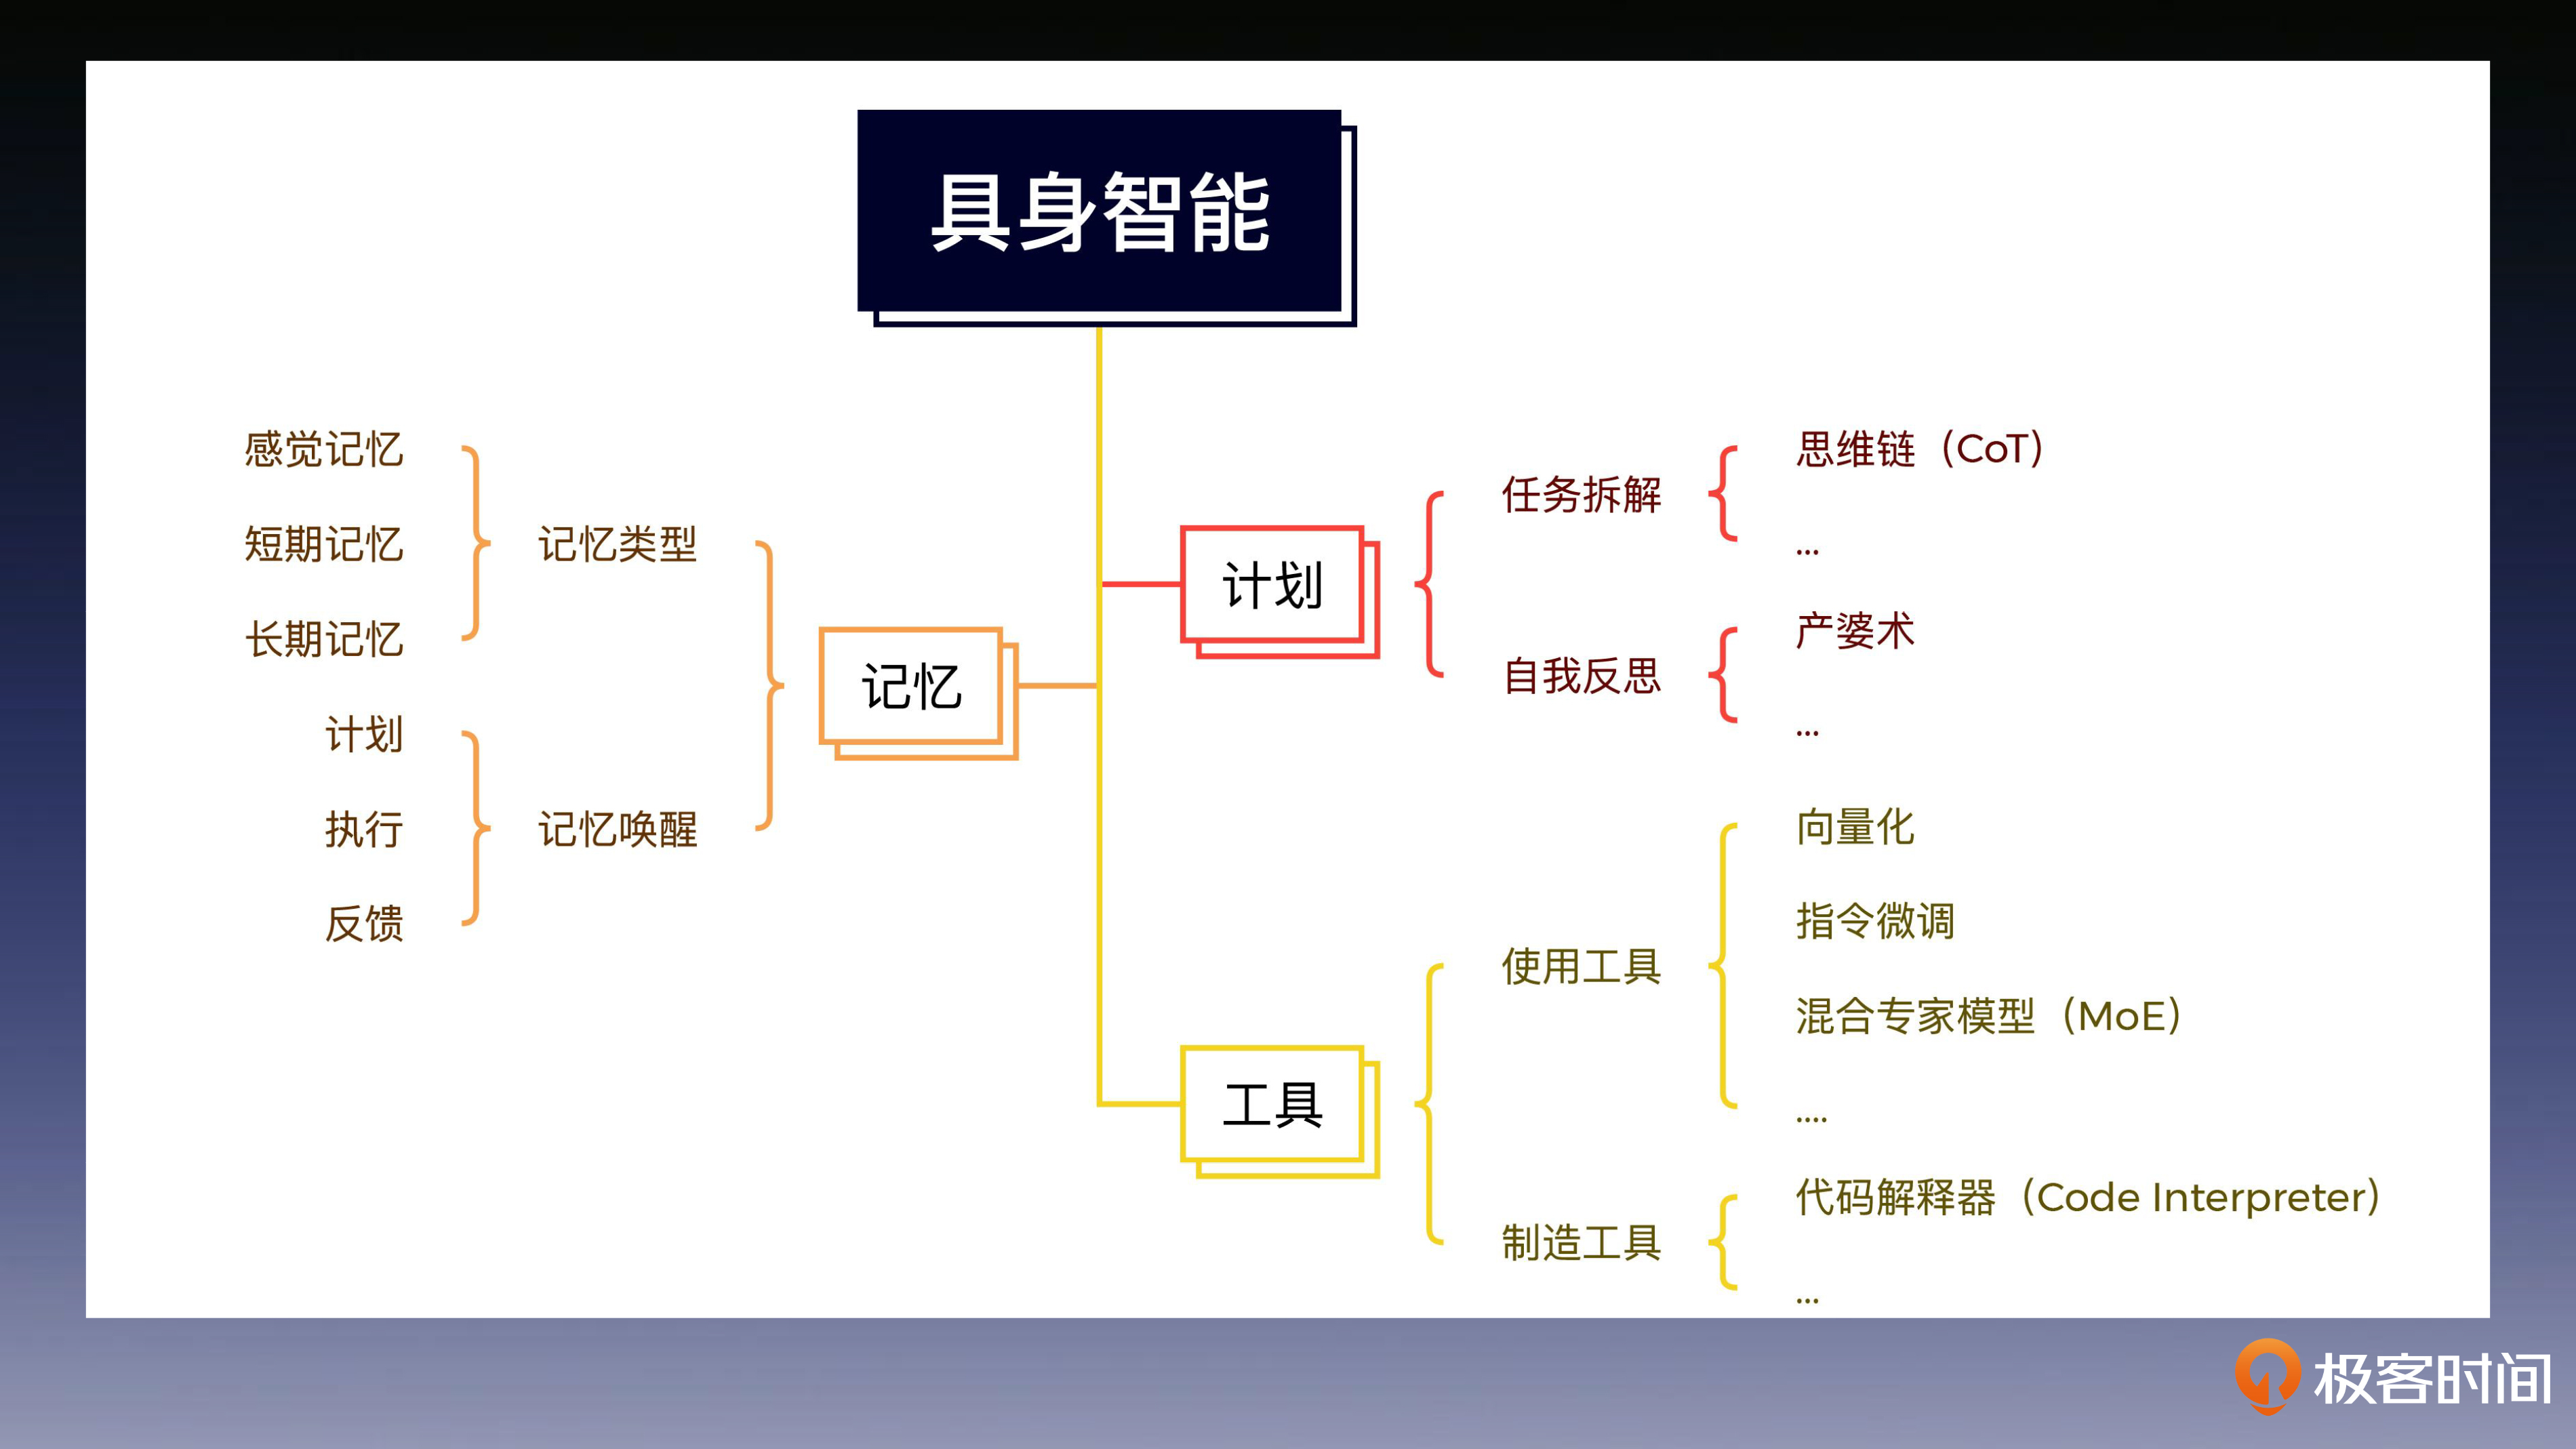 具身智能
感觉记忆
短期记忆
长期记忆
记忆类型
计划
执行
反馈
记忆唤醒
记忆
计划
任务拆解
思维链（CoT）
...
自我反思
产婆术
...
工具
使用工具
向量化
指令微调
混合专家模型（MoE）
....
制造工具
代码解释器（Code Interpreter）
...
极客时间